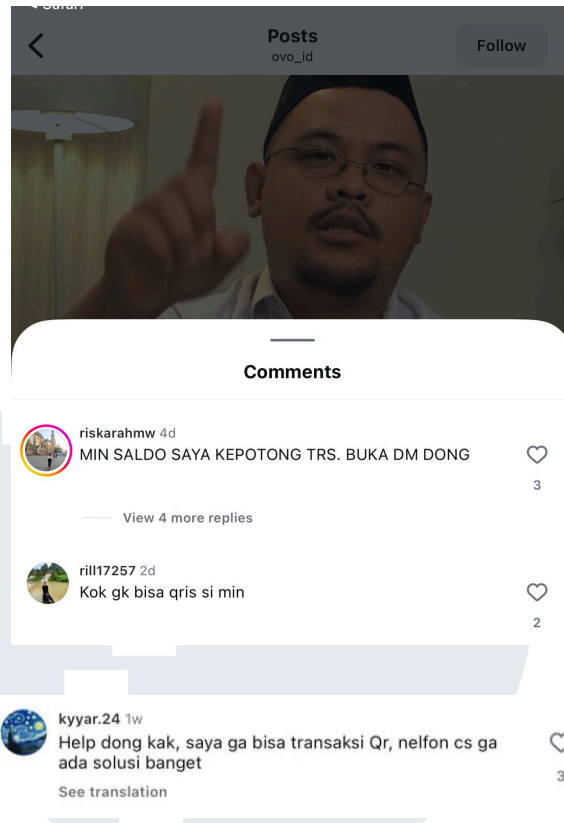 Safari
Posts
ovo_id
Follow
Comments
riskarahmw 4d
MIN SALDO SAYA KEPOTONG TRS. BUKA DM DONG
3
View 4 more replies
rill17257 2d
Kok gk bisa qris si min
2
kyyar.24 1w
Help dong kak, saya ga bisa transaksi Qr, nelfon cs ga
ada solusi banget
3
See translation